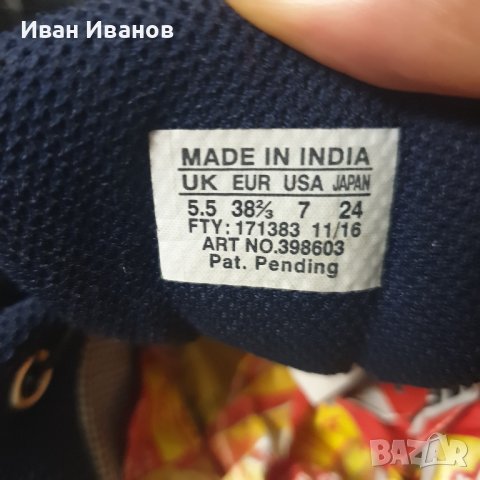 Иван Иванов
MADE IN INDIA
UK EUR USA JAPAN
5.5 38⅔ 7 24
FTY: 171383 11/16
ART NO.398603
Pat. Pending
BAZAR